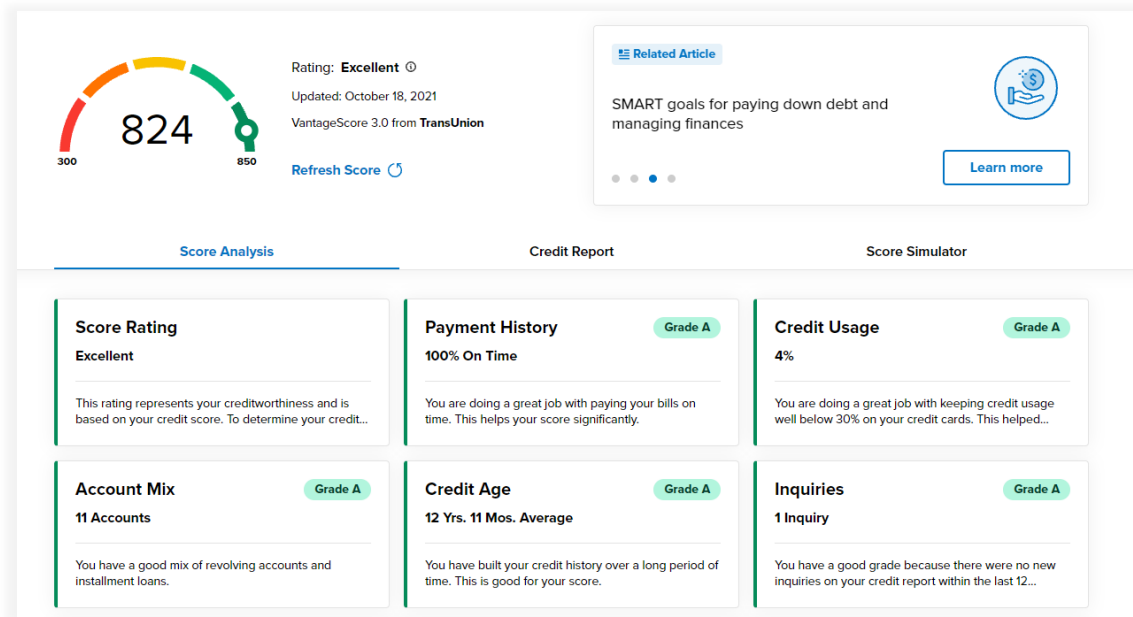 824
300
850
Rating: Excellent
Updated: October 18, 2021
VantageScore 3.0 from TransUnion
Refresh Score
Related Article
SMART goals for paying down debt and
managing finances
Learn more
Score Analysis
Credit Report
Score Simulator
Score Rating
Excellent
This rating represents your creditworthiness and is
based on your credit score. To determine your credit...
Payment History
Grade A
100% On Time
You are doing a great job with paying your bills on
time. This helps your score significantly.
Credit Usage
Grade A
4%
You are doing a great job with keeping credit usage
well below 30% on your credit cards. This helped...
Account Mix
Grade A
11 Accounts
You have a good mix of revolving accounts and
installment loans.
Credit Age
Grade A
12 Yrs. 11 Mos. Average
You have built your credit history over a long period of
time. This is good for your score.
Inquiries
Grade A
1 Inquiry
You have a good grade because there were no new
inquiries on your credit report within the last 12...